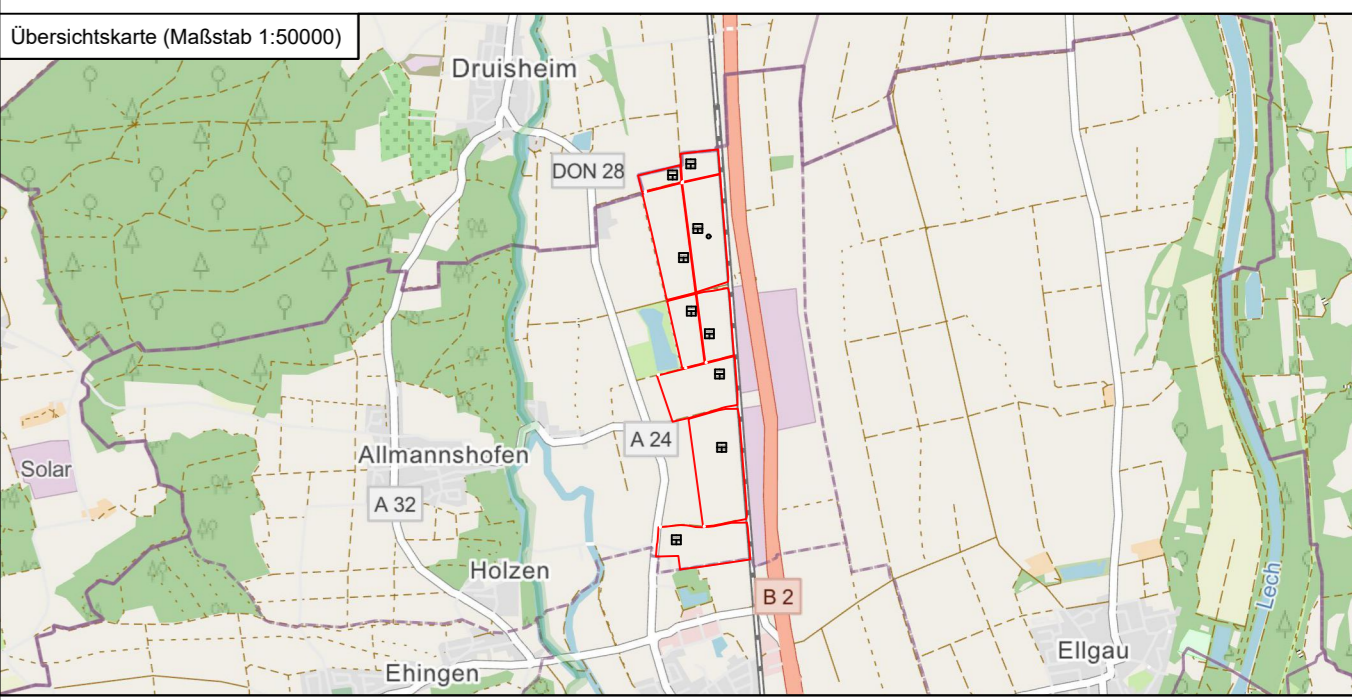 Übersichtskarte (Maßstab 1:50000)
Druisheim
DON 28
Allmannshofen
A 24
Solar
A 32
Holzen
B 2
Ehingen
Ellgau
Lech